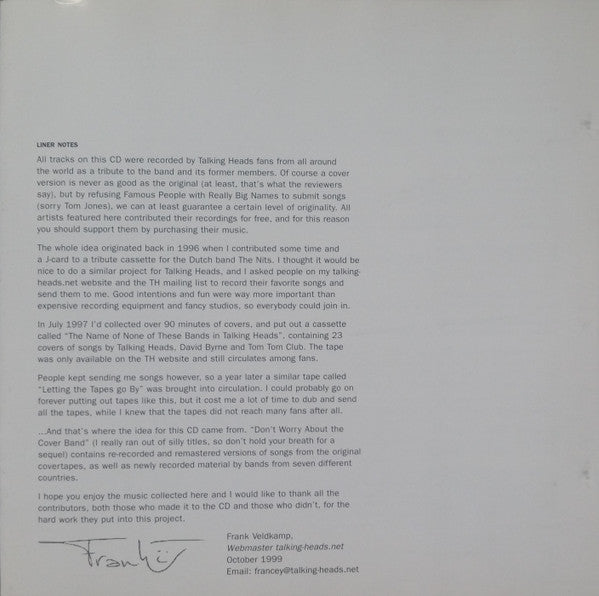 LINER NOTES
All tracks on this CD were recorded by Talking Heads fans from all around
the world as a tribute to the band and its former members. Of course a cover
version is never as good as the original (at least, that's what the reviewers
say), but by refusing Famous People with Really Big Names to submit songs
(sorry Tom Jones), we can at least guarantee a certain level of originality. All
artists featured here contributed their recordings for free, and for this reason
you should support them by purchasing their music.
The whole idea originated back in 1996 when I contributed some time and
a J-card to a tribute cassette for the Dutch band The Nits. I thought it would be
nice to do a similar project for Talking Heads, and I asked people on my talking-
heads.net website and the TH mailing list to record their favorite songs and
send them to me. Good intentions and fun were way more important than
expensive recording equipment and fancy studios, so everybody could join in.
In July 1997 I'd collected over 90 minutes of covers, and put out a cassette
called "The Name of None of These Bands in Talking Heads", containing 23
covers of songs by Talking Heads, David Byrne and Tom Tom Club. The tape
was only available on the TH website and still circulates among fans.
People kept sending me songs however, so a year later a similar tape called
"Letting the Tapes go By" was brought into circulation. I could probably go on
forever putting out tapes like this, but it cost me a lot of time to dub and send
all the tapes, while I knew that the tapes did not reach many fans after all.
...And that's where the idea for this CD came from. "Don't Worry About the
Cover Band" (I really ran out of silly titles, so don't hold your breath for a
sequel) contains re-recorded and remastered versions of songs from the original
covertapes, as well as newly recorded material by bands from seven different
countries.
I hope you enjoy the music collected here and I would like to thank all the
contributors, both those who made it to the CD and those who didn't, for the
hard work they put into this project.
Frank Veldkamp,
Webmaster talking-heads.net
October 1999
Email: francey@talking-heads.net